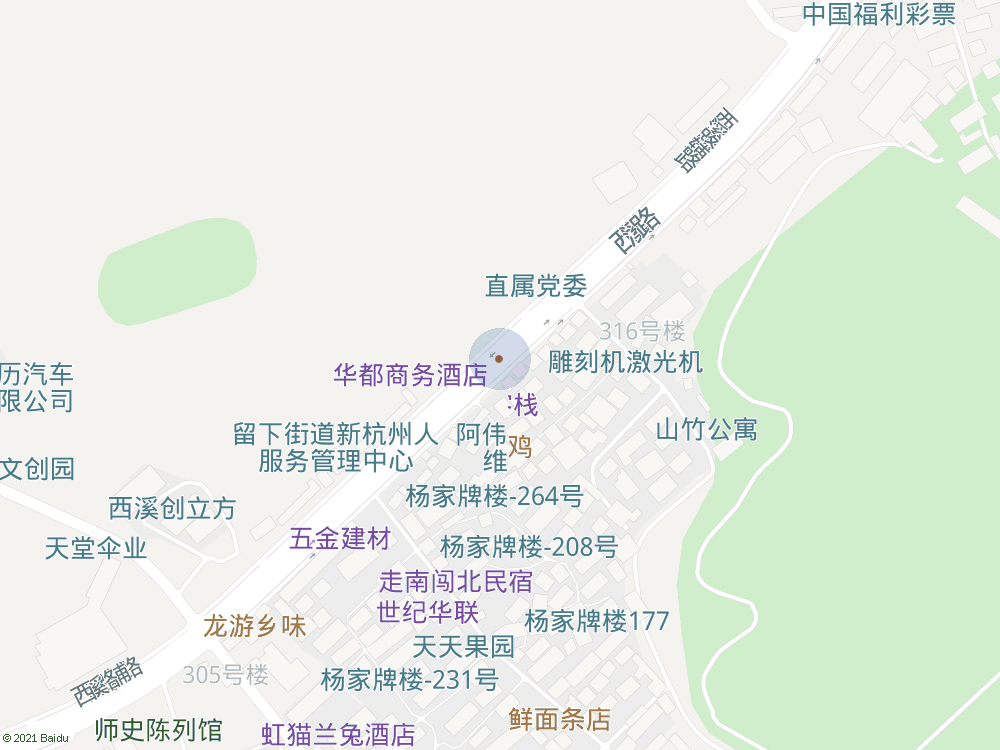 中国福利彩票
西溪路
直属党委
316号楼
雕刻机激光机
历汽车
限公司
华都商务酒店
栈
留下街道新杭州人
服务管理中心
阿伟
维
鸡
山竹公寓
文创园
杨家牌楼-264号
西溪创立方
五金建材
天堂伞业
杨家牌楼-208号
走南闯北民宿
世纪华联
龙游乡味
杨家牌楼177
天天果园
305号楼
杨家牌楼-231号
师史陈列馆
虹猫兰兔酒店
鲜面条店
© 2021 Baidu